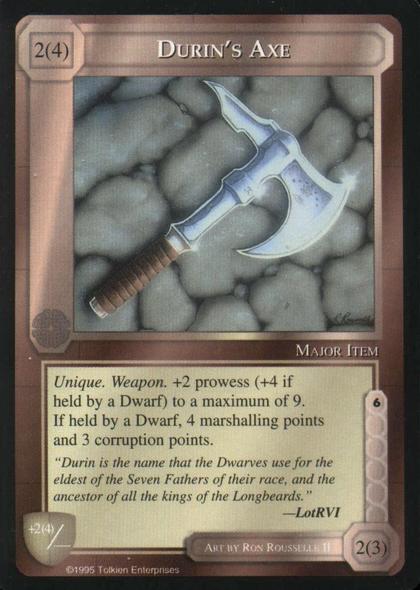 2(4)
DURIN'S AXE
MAJOR ITEM
Unique. Weapon. +2 prowess (+4 if
held by a Dwarf) to a maximum of 9.
If held by a Dwarf, 4 marshalling points
and 3 corruption points.
6
"Durin is the name that the Dwarves use for the
eldest of the Seven Fathers of their race, and the
ancestor of all the kings of the Longbeards."
—LotRVI
+2(4)/–
ART BY RON ROUSSELLE II
2(3)
©1995 Tolkien Enterprises